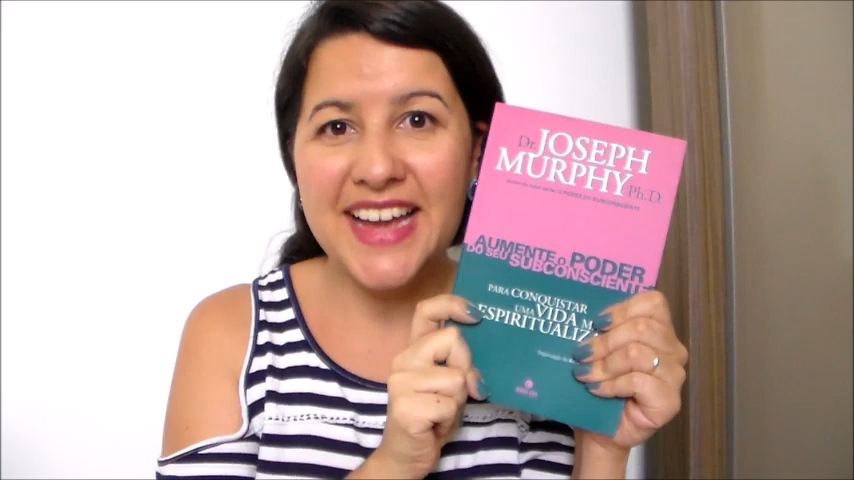 Dr. JOSEPH
MURPHY Ph.D.
AUMENTE O PODER
DO SEU SUBCONSCIENTE
PARA CONQUISTAR
UMA VIDA
ESPIRITUALIZ